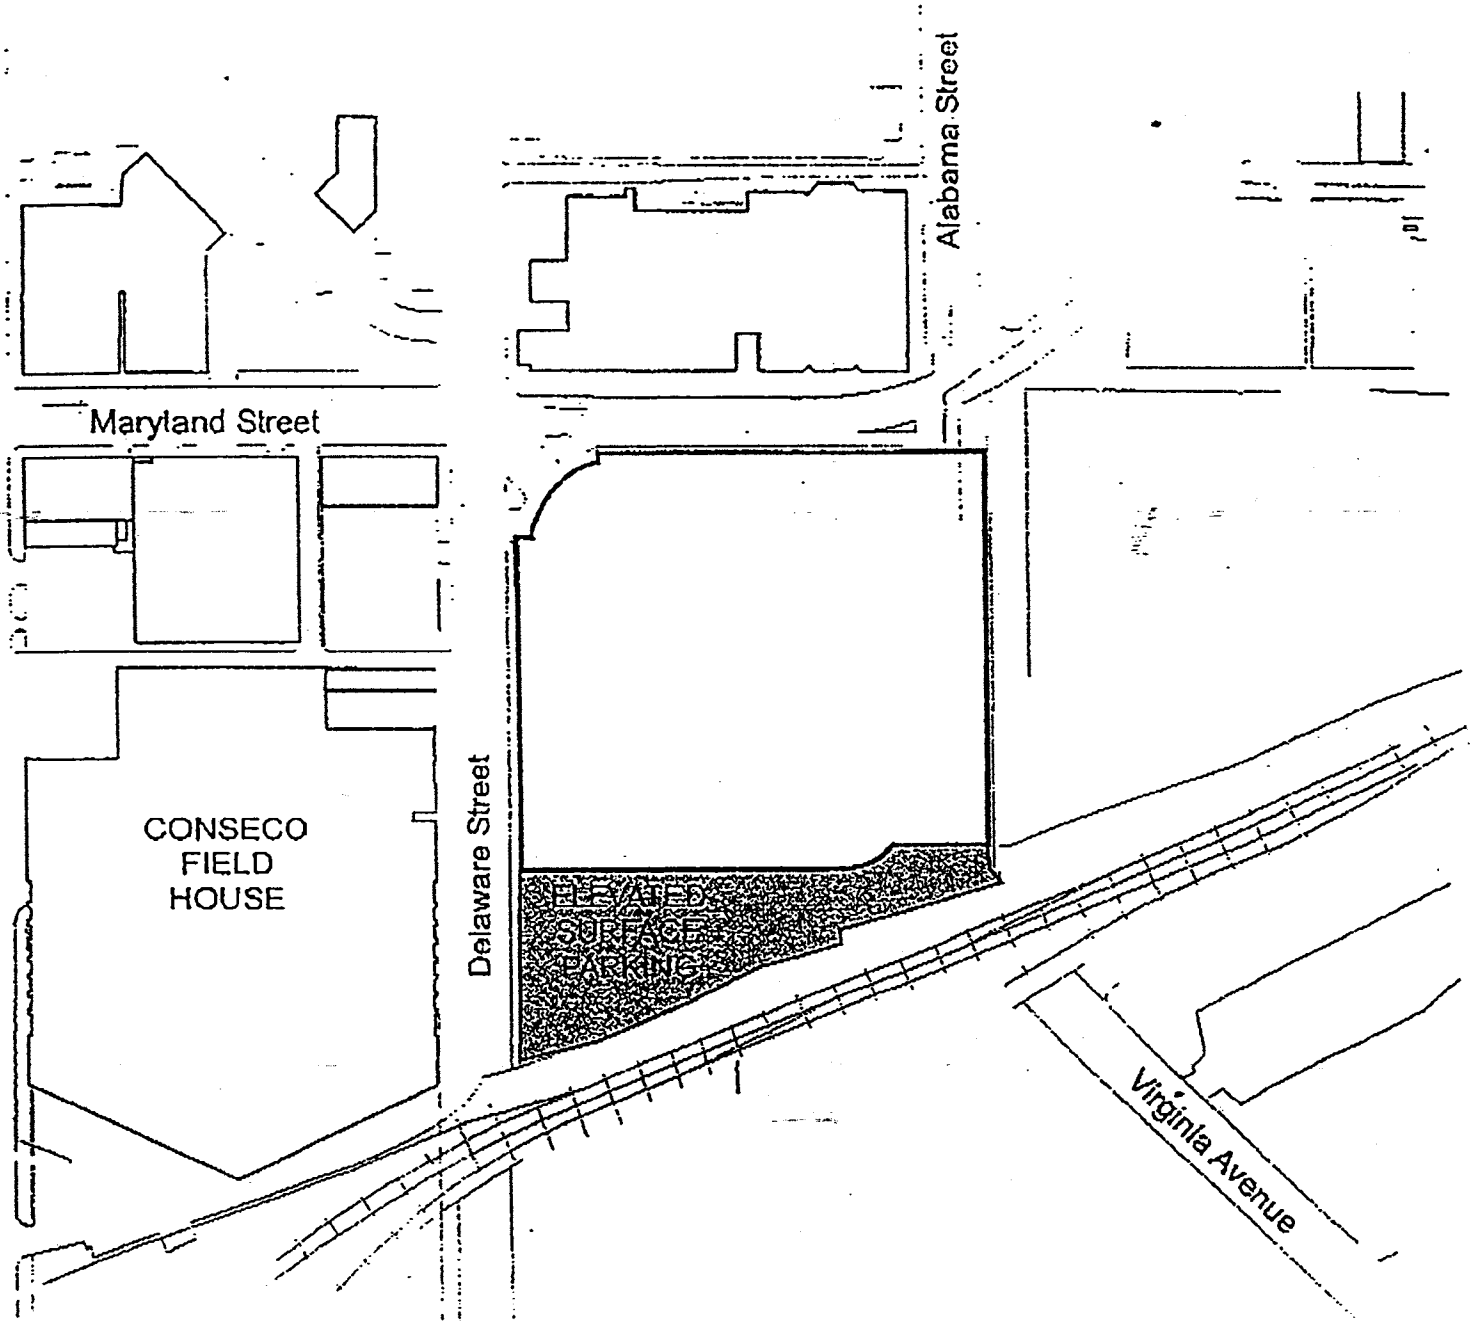 Alabama Street
Maryland Street
CONSECO
FIELD
HOUSE
Delaware Street
ELEVATED
SURFACE
PARKING
Virginia Avenue